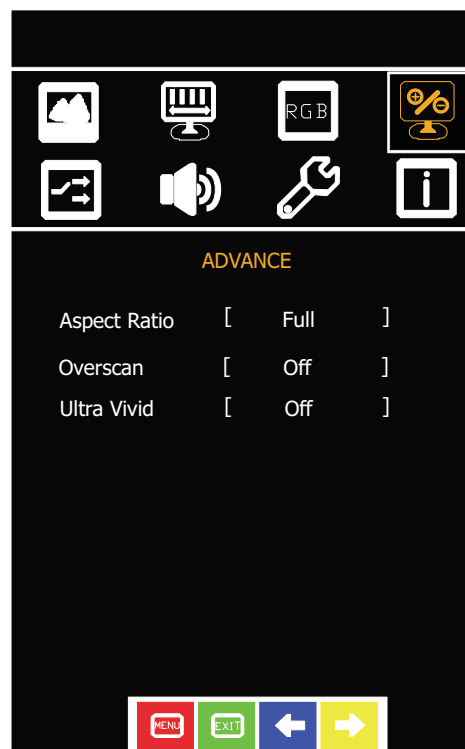 RGB
i
ADVANCE
Aspect Ratio [ Full ]
Overscan [ Off ]
Ultra Vivid [ Off ]
MENU EXIT